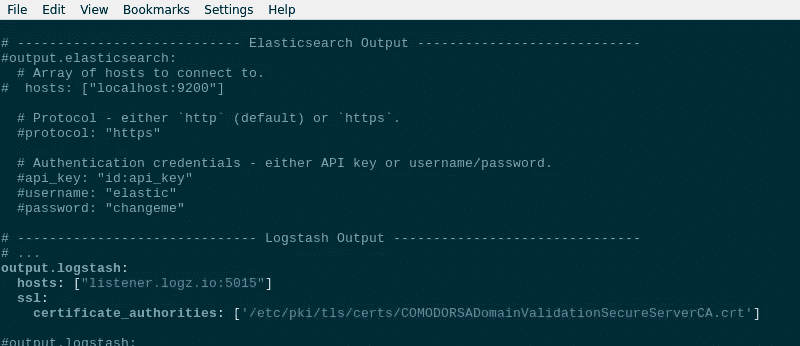 File Edit View Bookmarks Settings Help
# ---------------------------- Elasticsearch Output ----------------------------
#output.elasticsearch:
  # Array of hosts to connect to.
#  hosts: ["localhost:9200"]
  # Protocol - either `http` (default) or `https`.
  #protocol: "https"
  # Authentication credentials - either API key or username/password.
  #api_key: "id:api_key"
  #username: "elastic"
  #password: "changeme"
# ------------------------------ Logstash Output -------------------------------
# ...
output.logstash:
  hosts: ["listener.logz.io:5015"]
  ssl:
    certificate_authorities: ['/etc/pki/tls/certs/COMODORSADomainValidationSecureServerCA.crt']
#output.logstash: